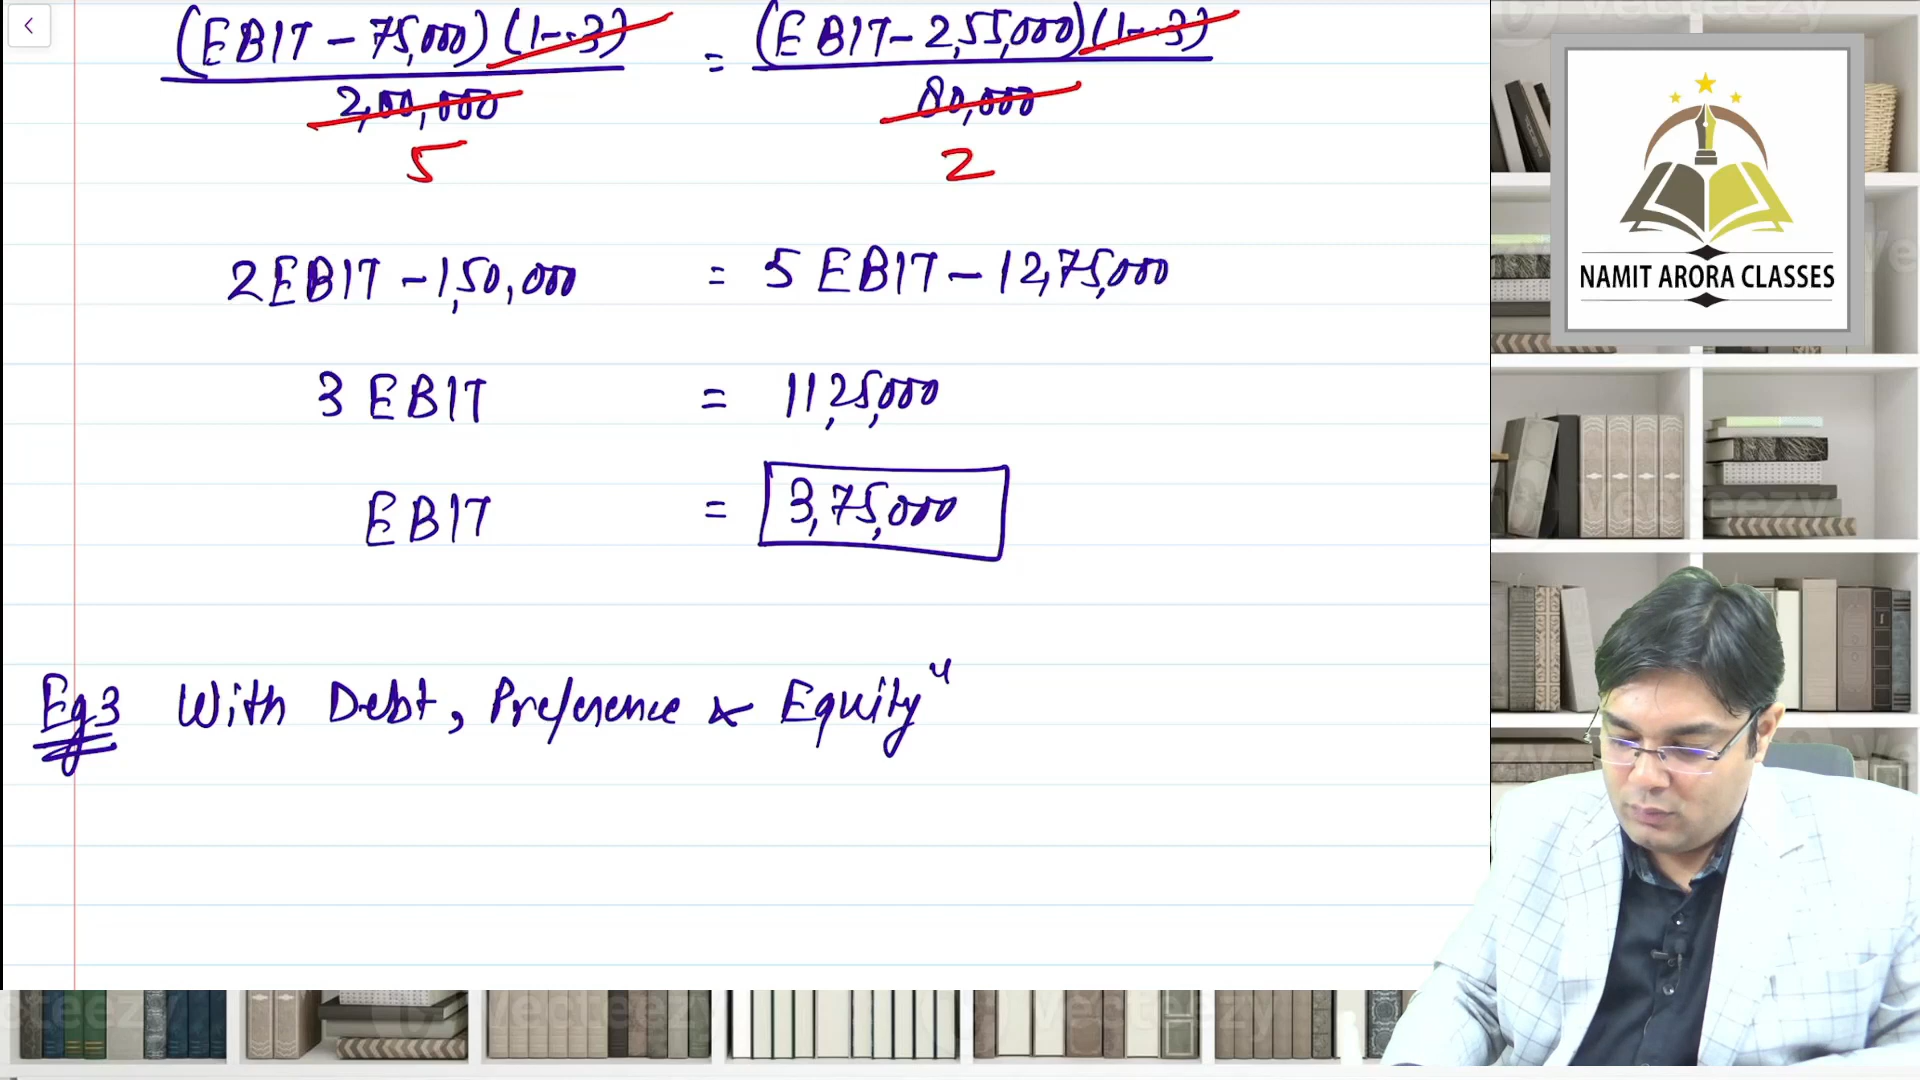 (EBIT - 75,000) (1-.3) = (EBIT - 2,55,000) (1-.3)
2,00,000 80,000
5 2
2EBIT - 1,50,000 = 5 EBIT - 12,75,000
3 EBIT = 11,25,000
EBIT = 3,75,000
Eg3 With Debt, Preference & Equity"
NAMIT ARORA CLASSES
Vecteezy